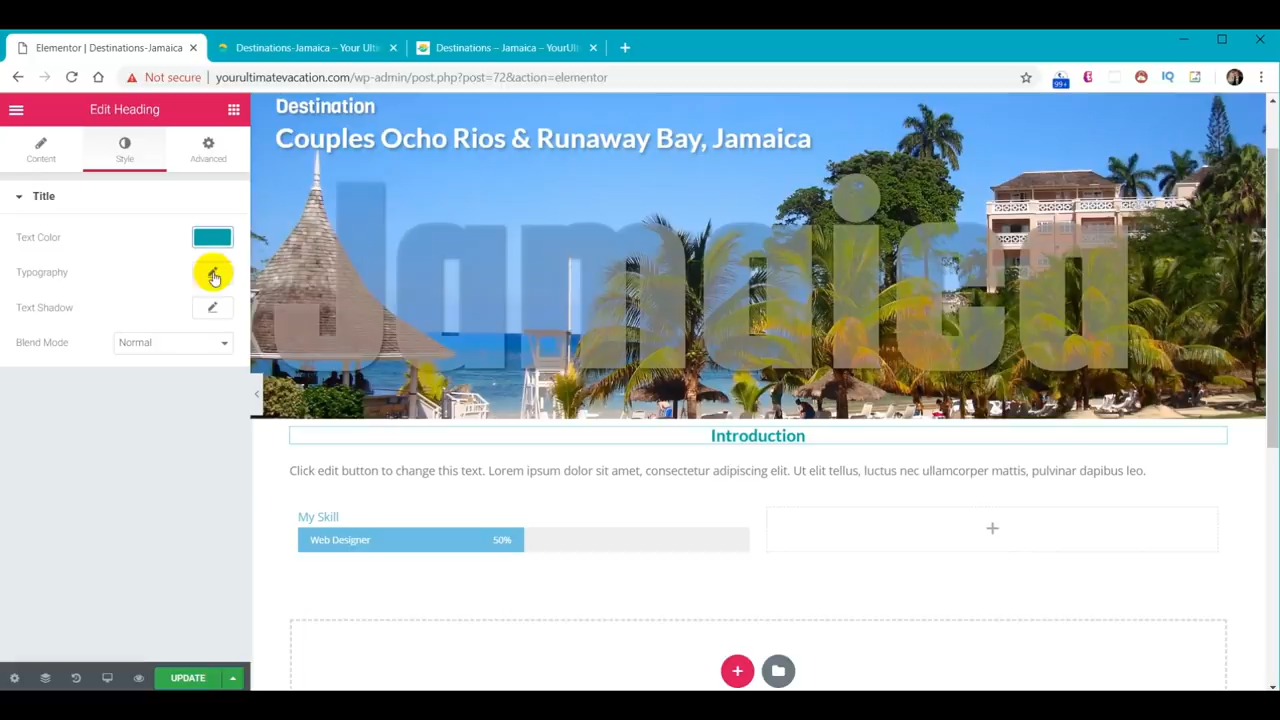 Elementor | Destinations-Jamaica
Destinations-Jamaica – Your Ulti
Destinations – Jamaica – YourUlt
Not secure
yourultimatevacation.com/wp-admin/post.php?post=72&action=elementor
99+
IQ
Edit Heading
Content
Style
Advanced
Title
Text Color
Typography
Text Shadow
Blend Mode
Normal
UPDATE
Destination
Couples Ocho Rios & Runaway Bay, Jamaica
Jamaica
Introduction
Click edit button to change this text. Lorem ipsum dolor sit amet, consectetur adipiscing elit. Ut elit tellus, luctus nec ullamcorper mattis, pulvinar dapibus leo.
My Skill
Web Designer 50%